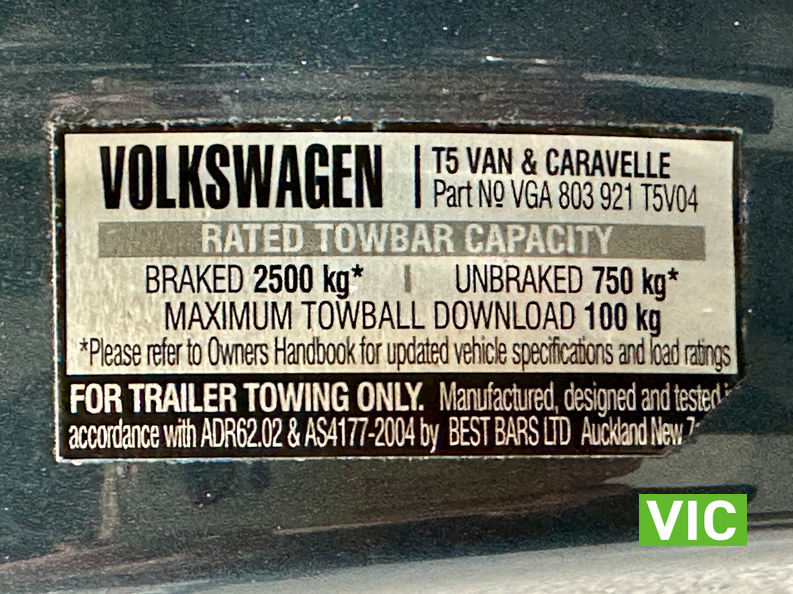 VOLKSWAGEN
T5 VAN & CARAVELLE
Part Nº VGA 803 921 T5V04
RATED TOWBAR CAPACITY
BRAKED 2500 kg* | UNBRAKED 750 kg*
MAXIMUM TOWBALL DOWNLOAD 100 kg
*Please refer to Owners Handbook for updated vehicle specifications and load ratings
FOR TRAILER TOWING ONLY. Manufactured, designed and tested
accordance with ADR62.02 & AS4177-2004 by BEST BARS LTD Auckland New
VIC